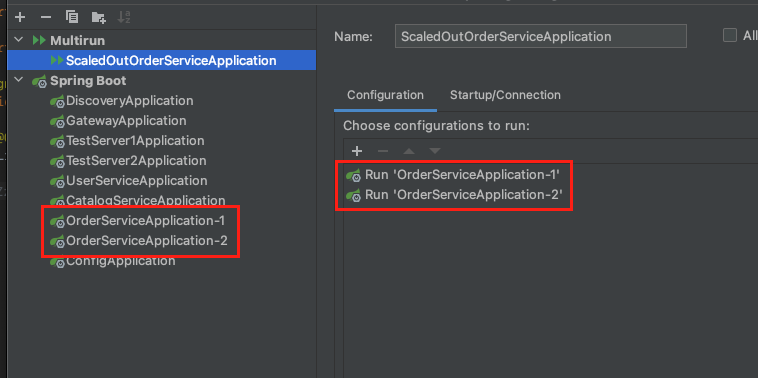 Multirun
ScaledOutOrderServiceApplication
Spring Boot
DiscoveryApplication
GatewayApplication
TestServer1Application
TestServer2Application
UserServiceApplication
CatalogServiceApplication
OrderServiceApplication-1
OrderServiceApplication-2
ConfigApplication
Name: ScaledOutOrderServiceApplication All
Configuration Startup/Connection
Choose configurations to run:
Run 'OrderServiceApplication-1'
Run 'OrderServiceApplication-2'